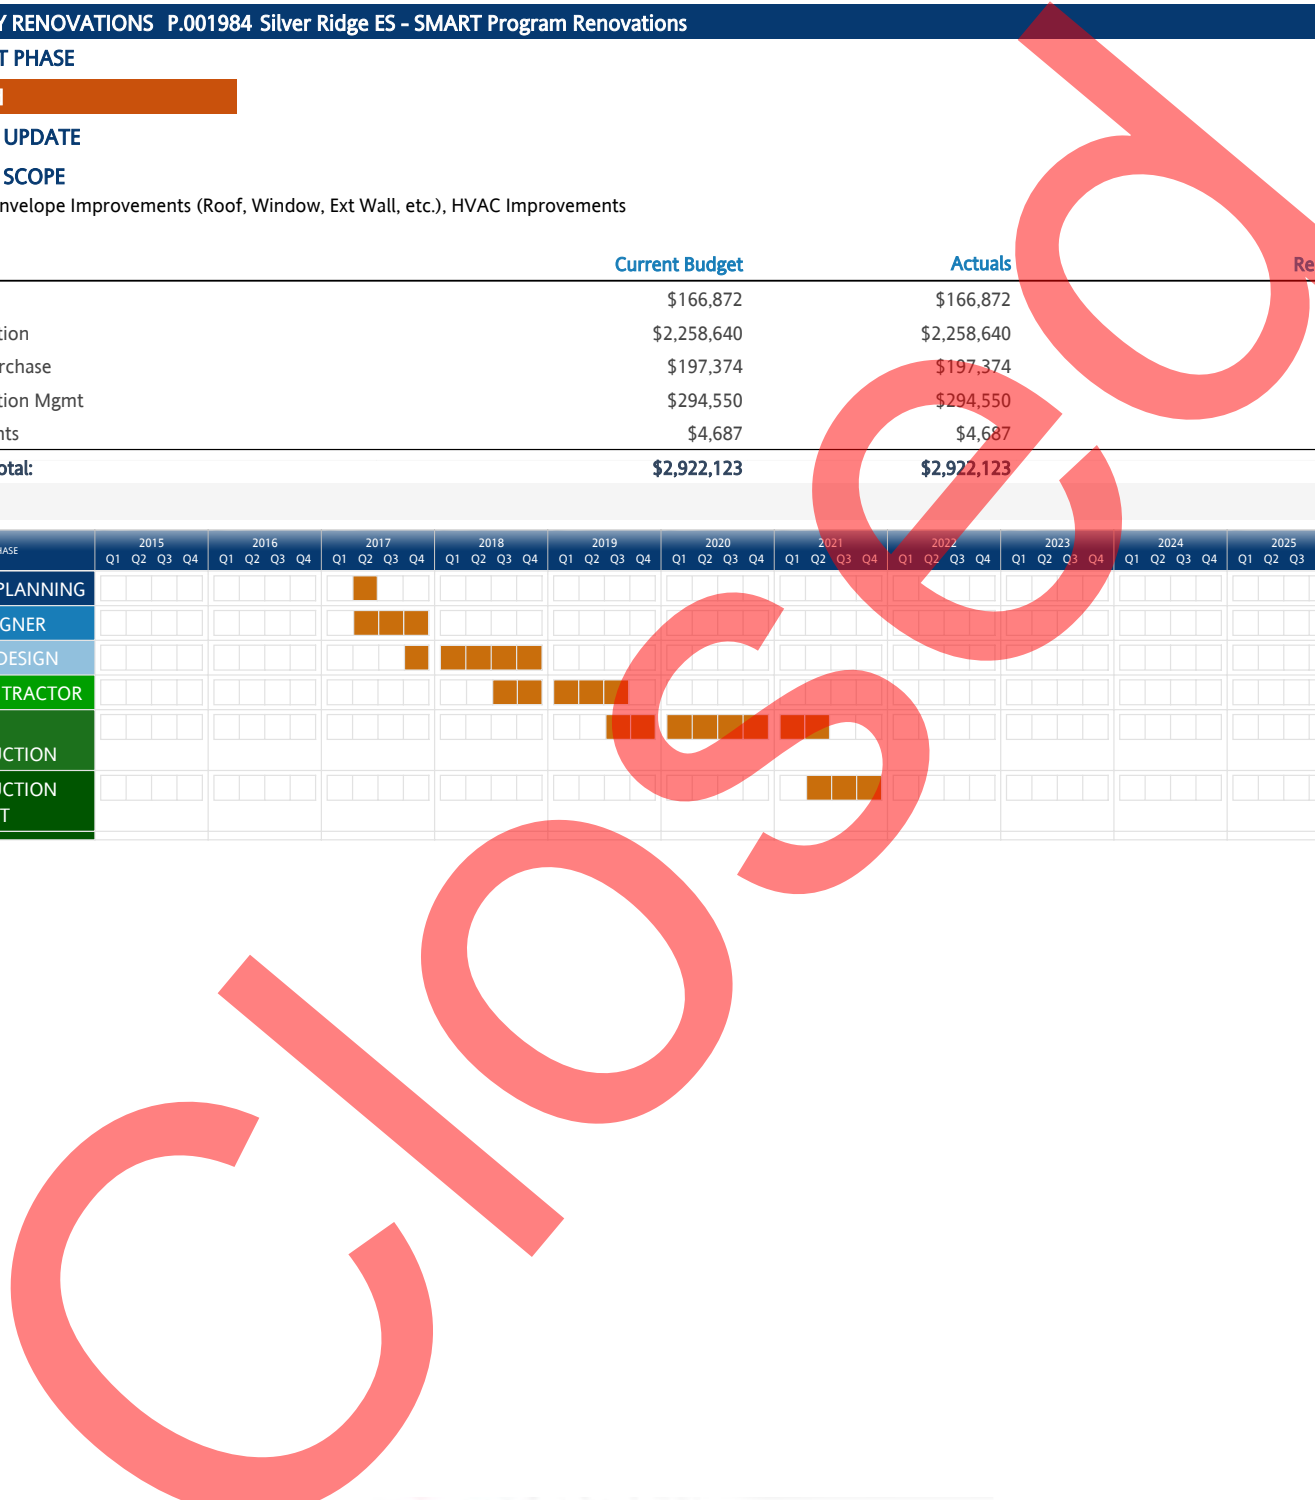 Y RENOVATIONS P.001984 Silver Ridge ES - SMART Program Renovations
T PHASE
UPDATE
SCOPE
nvelope Improvements (Roof, Window, Ext Wall, etc.), HVAC Improvements
Current Budget Actuals Re
$166,872 $166,872
tion $2,258,640 $2,258,640
rchase $197,374 $197,374
tion Mgmt $294,550 $294,550
nts $4,687 $4,687
otal: $2,922,123 $2,922,123
2015 2016 2017 2018 2019 2020 2021 2022 2023 2024 2025
HASE Q1 Q2 Q3 Q4 Q1 Q2 Q3 Q4 Q1 Q2 Q3 Q4 Q1 Q2 Q3 Q4 Q1 Q2 Q3 Q4 Q1 Q2 Q3 Q4 Q1 Q2 Q3 Q4 Q1 Q2 Q3 Q4 Q1 Q2 Q3 Q4 Q1 Q2 Q3 Q4 Q1 Q2 Q3
PLANNING
GNER
DESIGN
TRACTOR
UCTION
UCTION
T
Closed